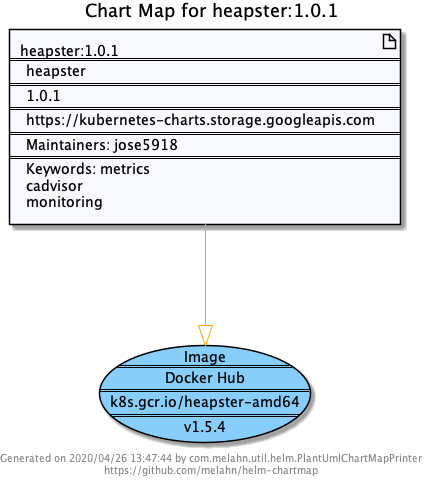 Chart Map for heapster:1.0.1
heapster:1.0.1
heapster
1.0.1
https://kubernetes-charts.storage.googleapis.com
Maintainers: jose5918
Keywords: metrics
cadvisor
monitoring
Image
Docker Hub
k8s.gcr.io/heapster-amd64
v1.5.4
Generated on 2020/04/26 13:47:44 by com.melahn.util.helm.PlantUmlChartMapPrinter
https://github.com/melahn/helm-chartmap